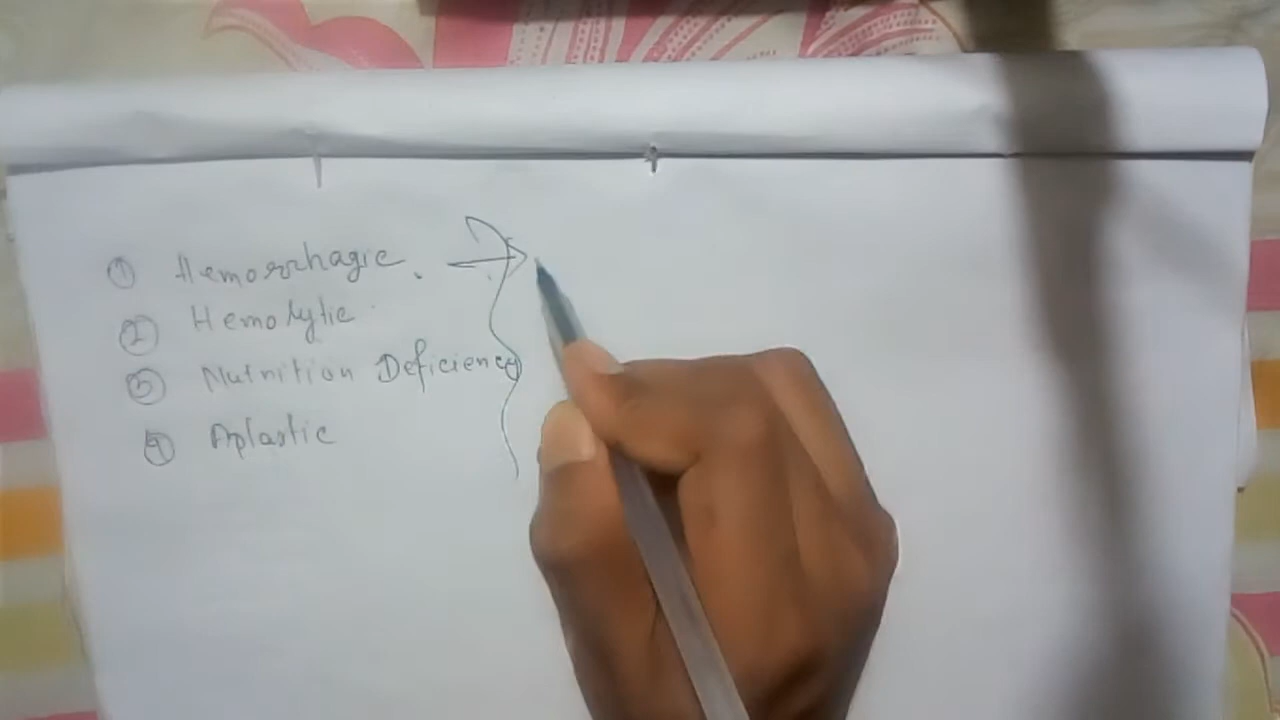 ① Hemorrhagic.
② Hemolytic
③ Nutrition Deficiency
④ Aplastic